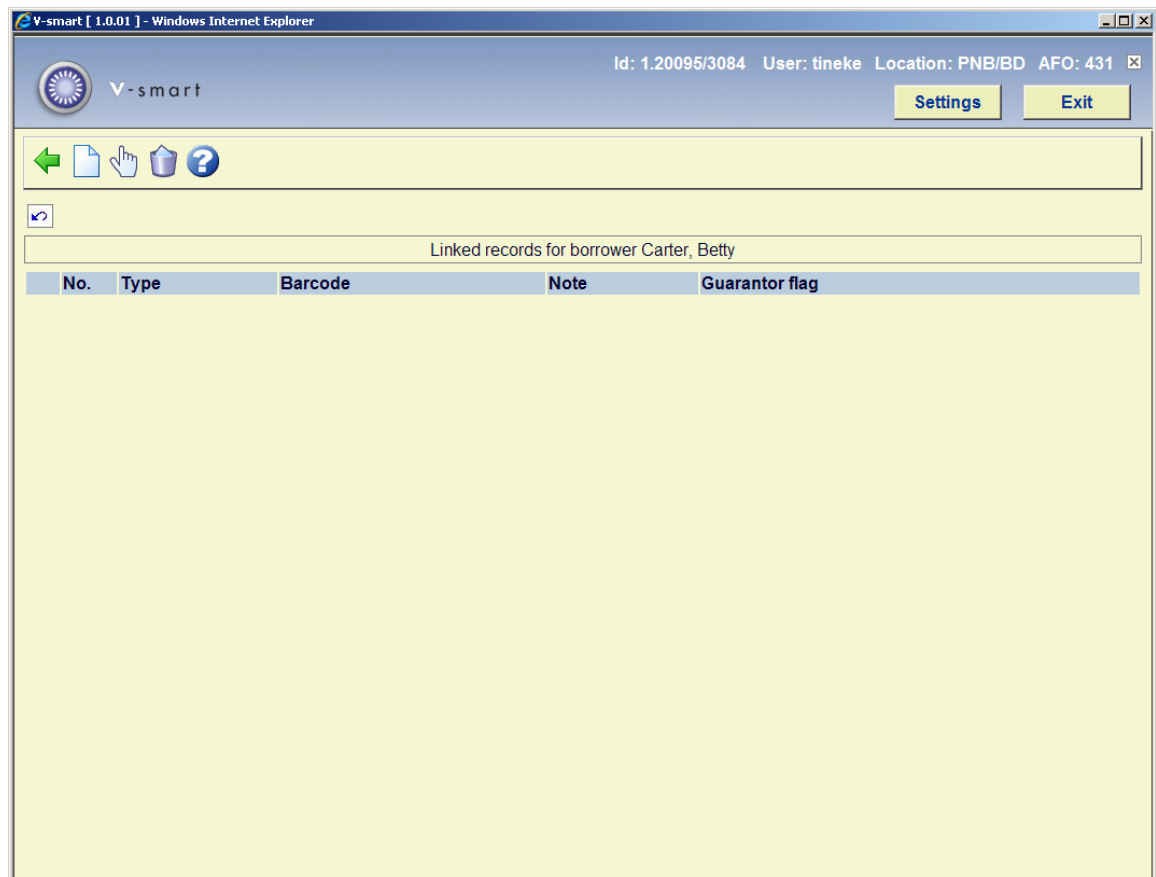 V-smart [ 1.0.01 ] - Windows Internet Explorer
Id: 1.20095/3084 User: tineke Location: PNB/BD AFO: 431
V-smart
Settings Exit
Linked records for borrower Carter, Betty
No. Type Barcode Note Guarantor flag